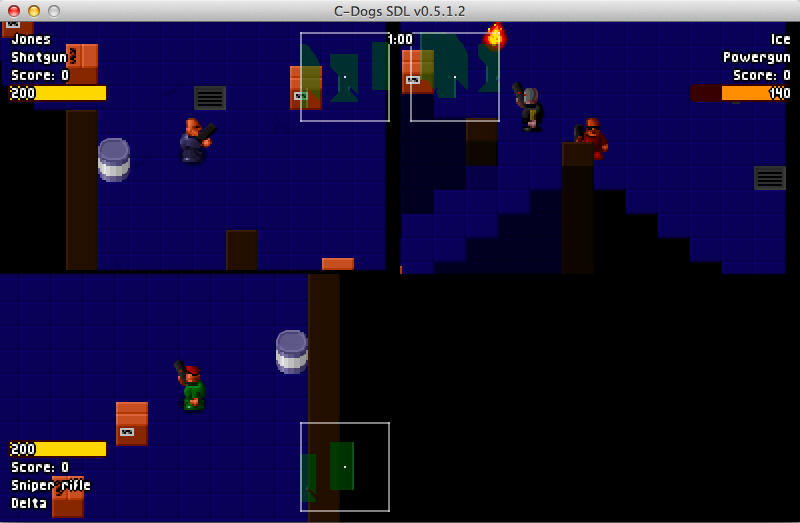 C-Dogs SDL v0.5.1.2
Jones
Shotgun
Score: 0
200
1:00
Ice
Powergun
Score: 0
140
200
Score: 0
Sniper rifle
Delta